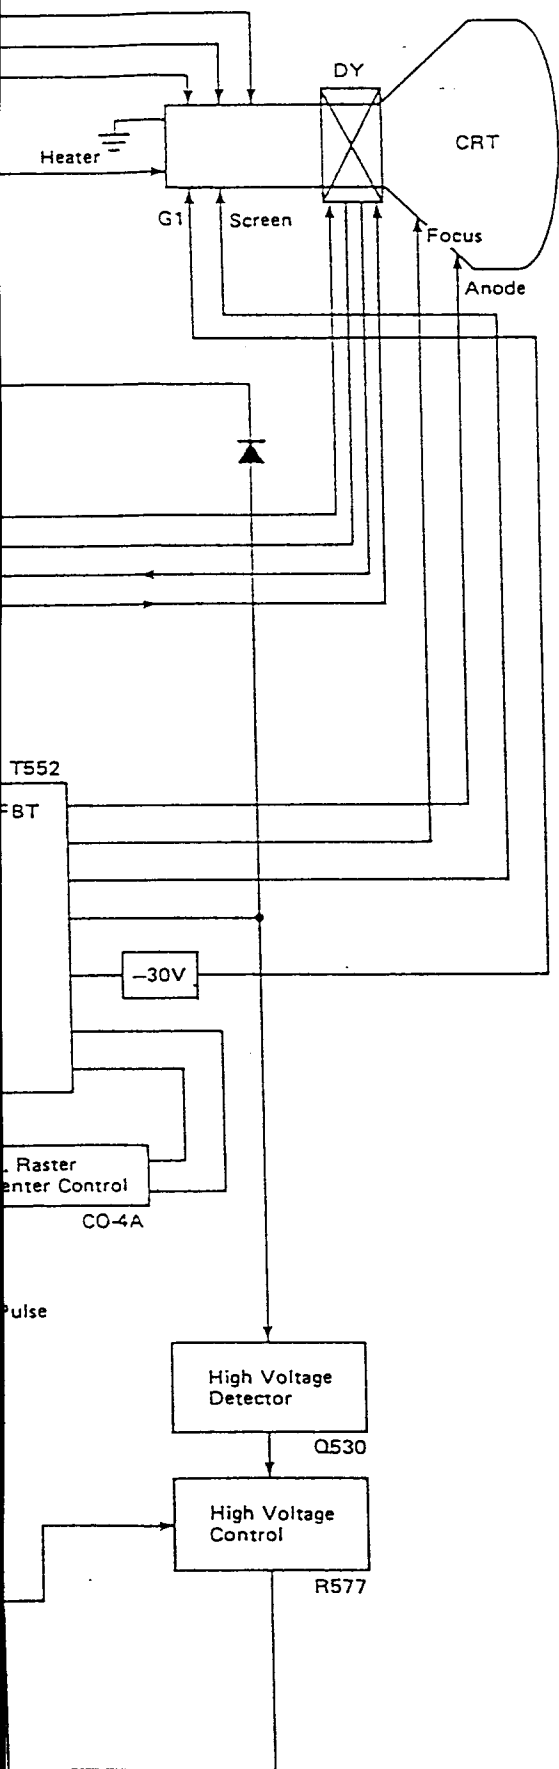 DY
CRT
Heater
G1
Screen
Focus
Anode
T552
FBT
–30V
. Raster
enter Control
CO-4A
Pulse
High Voltage
Detector
Q530
High Voltage
Control
R577